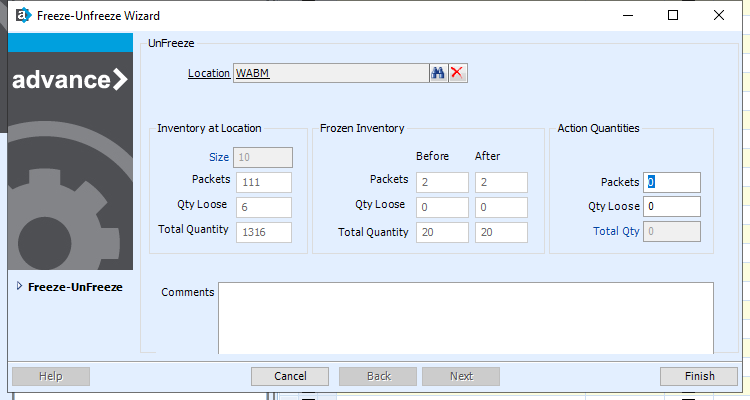 Freeze-Unfreeze Wizard
advance
UnFreeze
Location WABM
Inventory at Location
Size 10
Packets 111
Qty Loose 6
Total Quantity 1316
Frozen Inventory
Before After
Packets 2 2
Qty Loose 0 0
Total Quantity 20 20
Action Quantities
Packets 0
Qty Loose 0
Total Qty 0
Freeze-UnFreeze
Comments
Help Cancel Back Next Finish